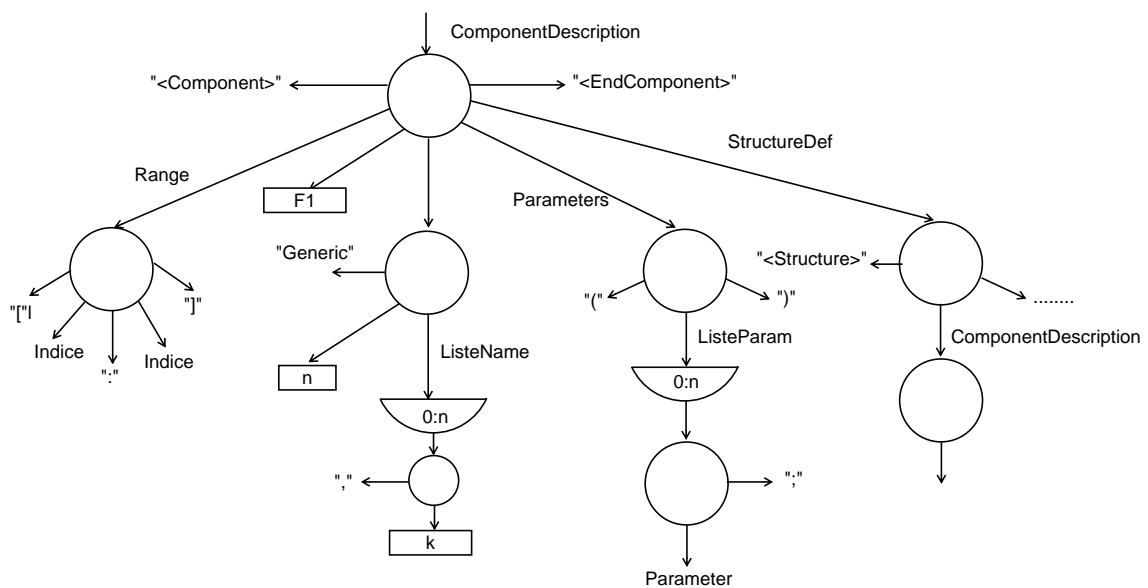 ComponentDescription
"<Component>"
"<EndComponent>"
StructureDef
Range
F1
Parameters
"Generic"
"<Structure>"
"["I
"]"
"("
")"
........
Indice
":"
Indice
n
ListeName
ListeParam
ComponentDescription
0:n
0:n
","
";"
k
Parameter